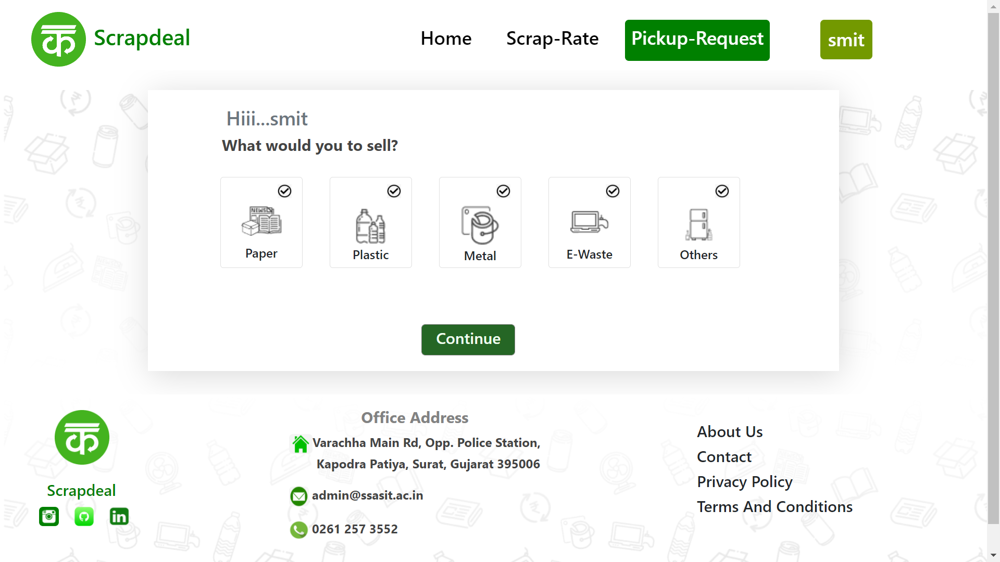 Scrapdeal
Home
Scrap-Rate
Pickup-Request
smit
Hiii...smit
What would you to sell?
NEWS
Paper
Plastic
Metal
E-Waste
Others
Continue
Scrapdeal
Office Address
Varachha Main Rd, Opp. Police Station,
Kapodra Patiya, Surat, Gujarat 395006
admin@ssasit.ac.in
0261 257 3552
in
About Us
Contact
Privacy Policy
Terms And Conditions